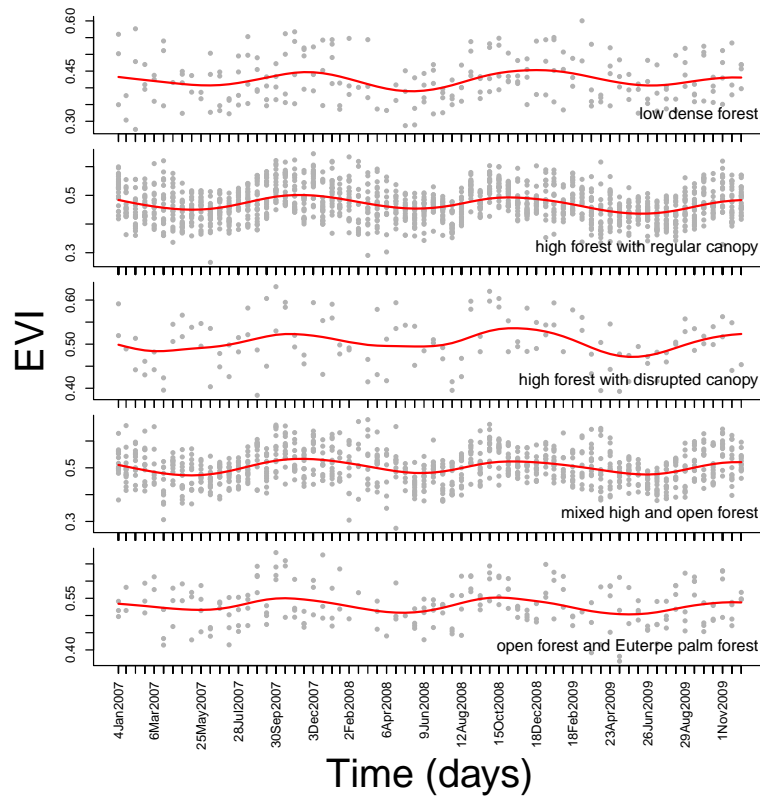 0.60
0.45
0.30
low dense forest
0.5
0.3
high forest with regular canopy
0.60
0.50
0.40
high forest with disrupted canopy
0.5
0.3
mixed high and open forest
0.55
0.40
open forest and Euterpe palm forest
EVI
4Jan2007
6Mar2007
25May2007
28Jul2007
30Sep2007
3Dec2007
2Feb2008
6Apr2008
9Jun2008
12Aug2008
15Oct2008
18Dec2008
18Feb2009
23Apr2009
26Jun2009
29Aug2009
1Nov2009
Time (days)